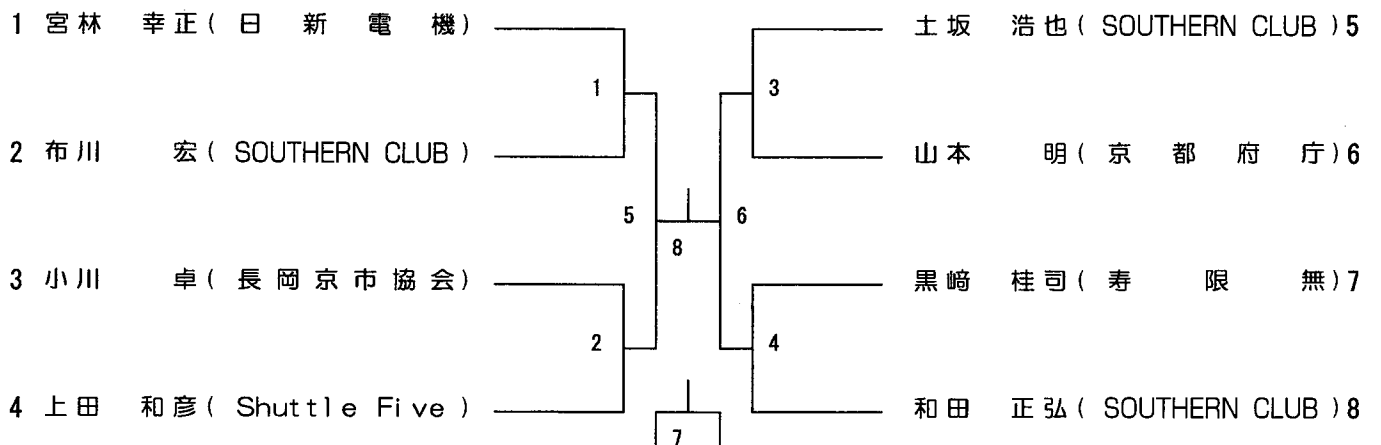 1 宮林 幸正(日新電機)
土坂 浩也(SOUTHERN CLUB)5
1
3
2 布川 宏(SOUTHERN CLUB)
山本 明(京都府庁)6
5
6
8
3 小川 卓(長岡京市協会)
黒﨑 桂司(寿限無)7
2
4
4 上田 和彦(Shuttle Five)
和田 正弘(SOUTHERN CLUB)8
7